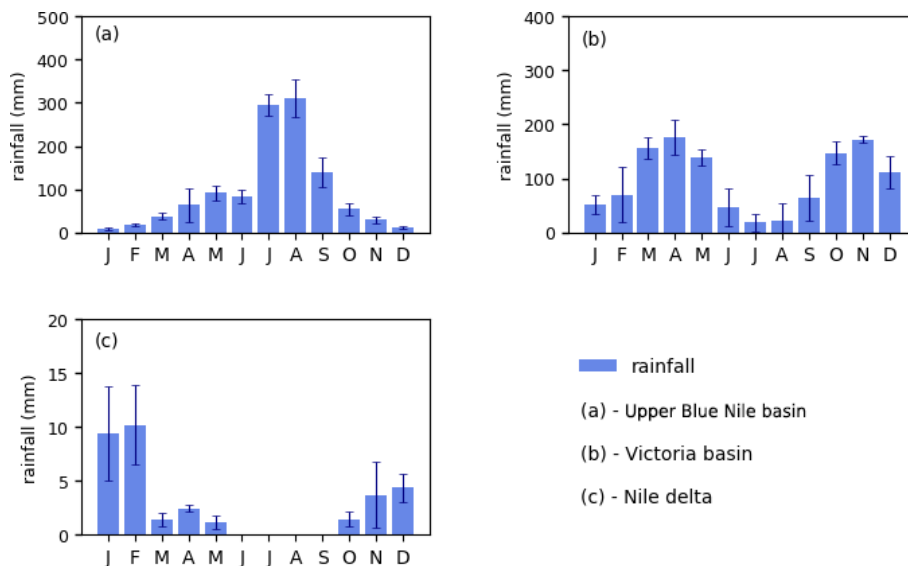 500
400
300
200
100
0
rainfall (mm)
(a)
J F M A M J J A S O N D
400
300
200
100
0
rainfall (mm)
(b)
J F M A M J J A S O N D
20
15
10
5
0
rainfall (mm)
(c)
J F M A M J J A S O N D
rainfall
(a) - Upper Blue Nile basin
(b) - Victoria basin
(c) - Nile delta